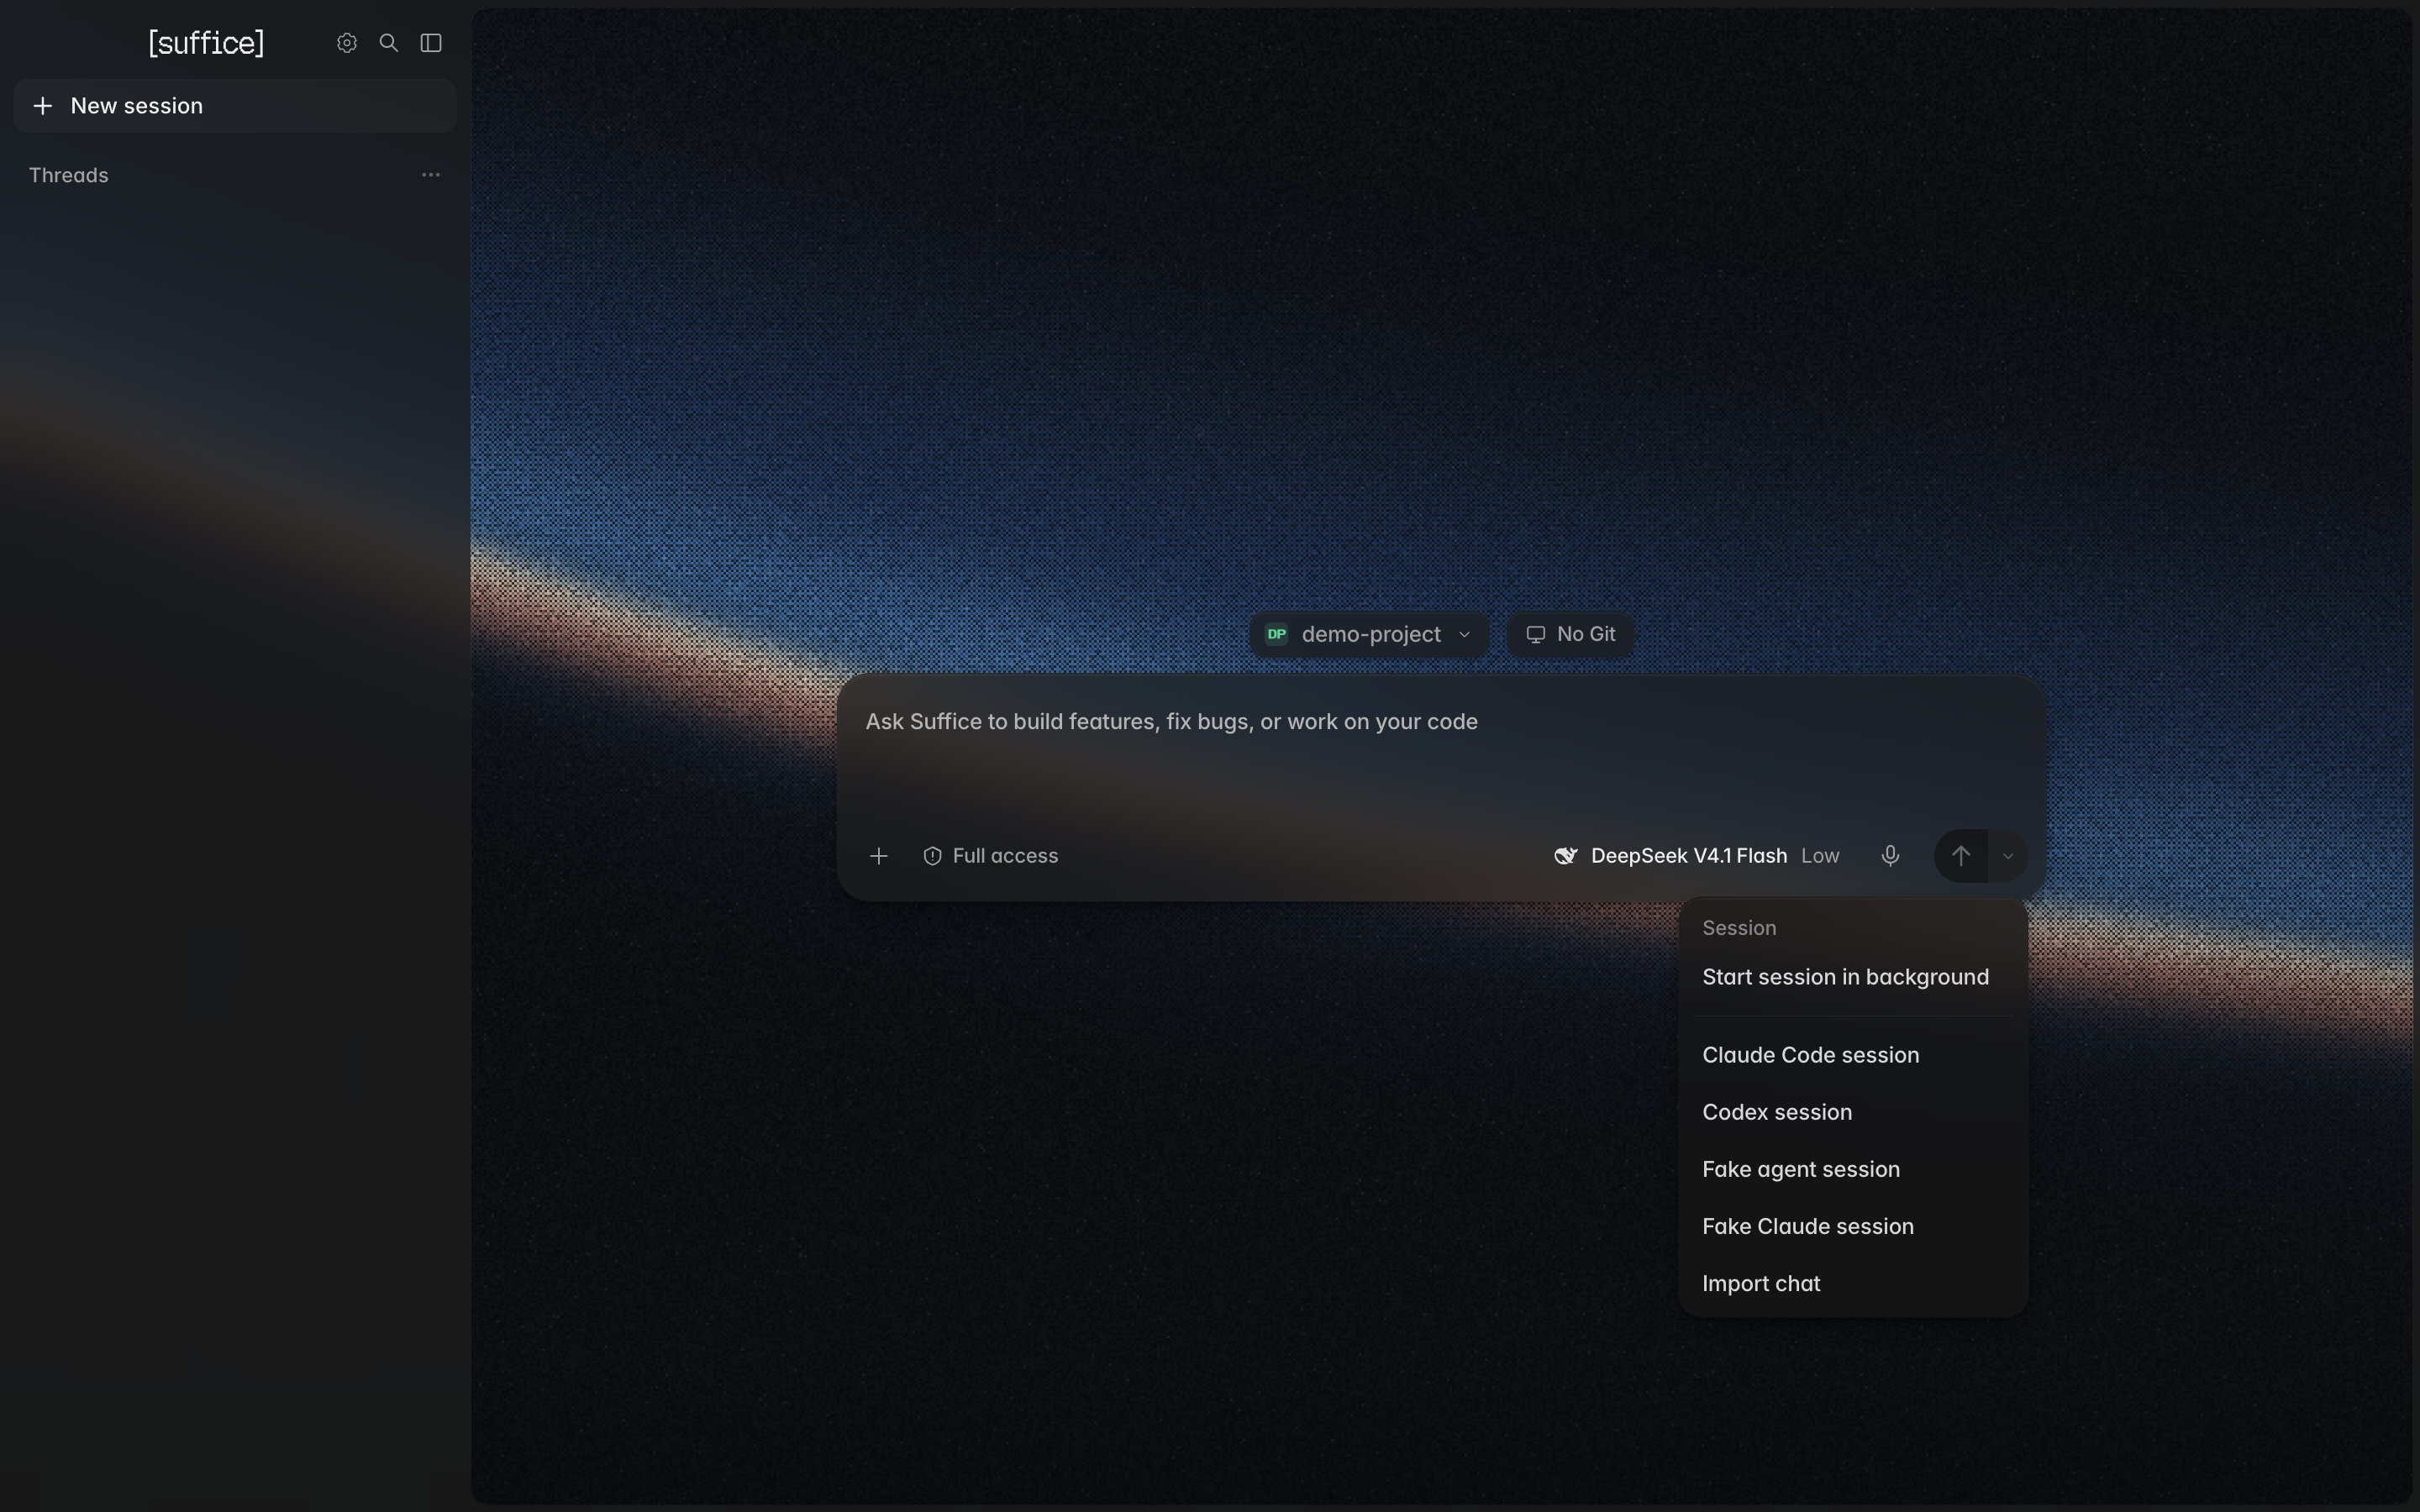 [suffice]
New session
Threads
DP demo-project
No Git
Ask Suffice to build features, fix bugs, or work on your code
Full access
DeepSeek V4.1 Flash Low
Session
Start session in background
Claude Code session
Codex session
Fake agent session
Fake Claude session
Import chat